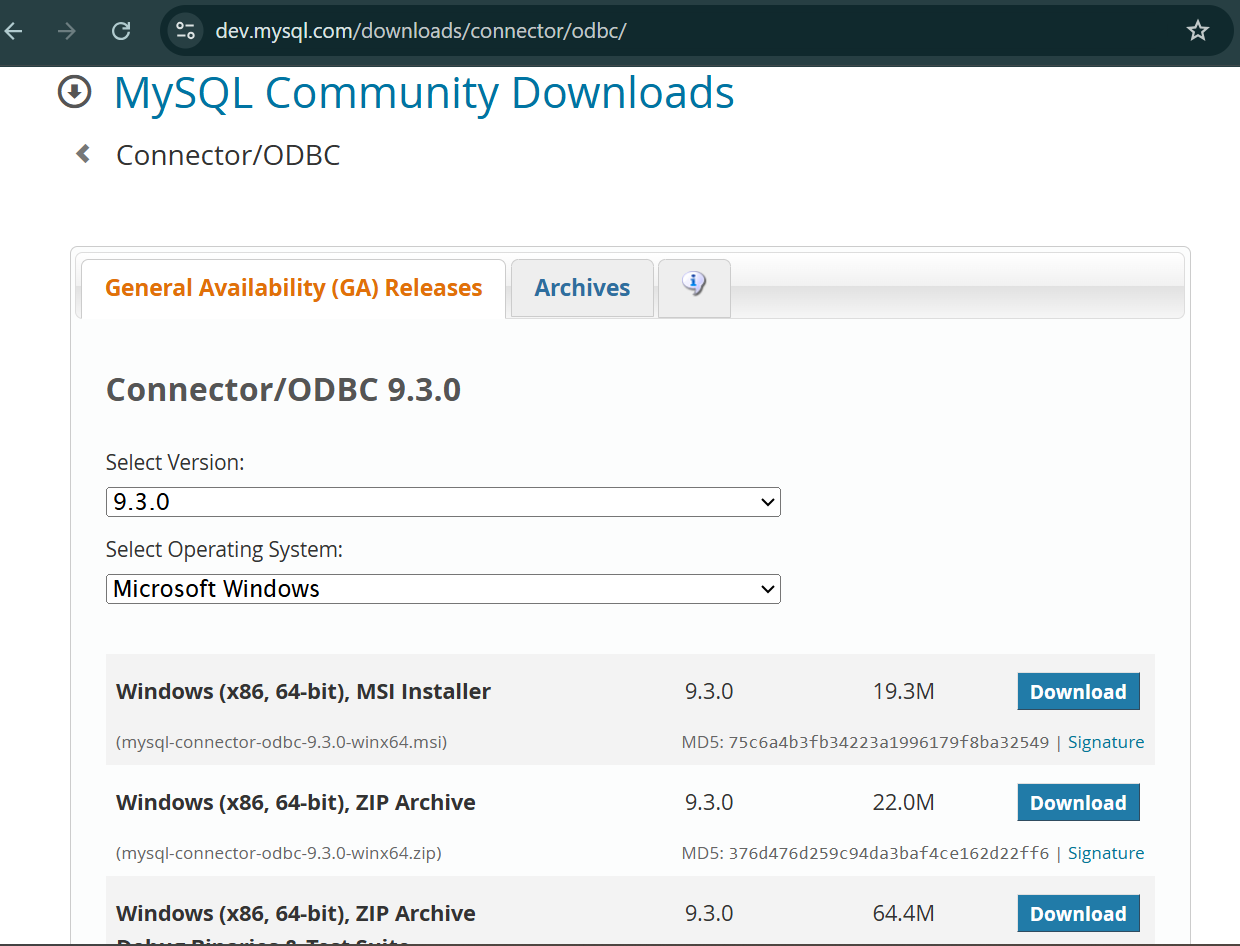 dev.mysql.com/downloads/connector/odbc/
MySQL Community Downloads
Connector/ODBC
General Availability (GA) Releases Archives
Connector/ODBC 9.3.0
Select Version:
9.3.0
Select Operating System:
Microsoft Windows
Windows (x86, 64-bit), MSI Installer 9.3.0 19.3M Download
(mysql-connector-odbc-9.3.0-winx64.msi) MD5: 75c6a4b3fb34223a1996179f8ba32549 | Signature
Windows (x86, 64-bit), ZIP Archive 9.3.0 22.0M Download
(mysql-connector-odbc-9.3.0-winx64.zip) MD5: 376d476d259c94da3baf4ce162d22ff6 | Signature
Windows (x86, 64-bit), ZIP Archive 9.3.0 64.4M Download
Debug Binaries & Test Suite